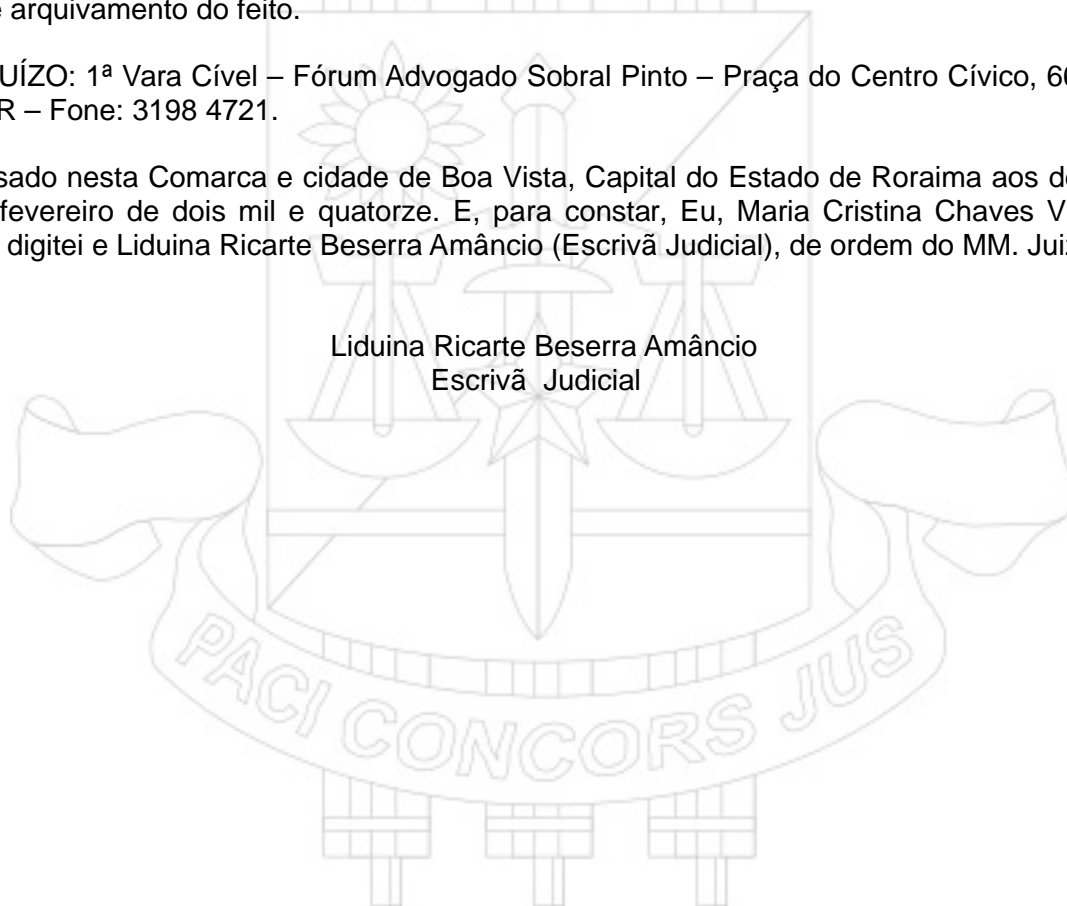 arquivamento do feito.
UÍZO: 1ª Vara Cível – Fórum Advogado Sobral Pinto – Praça do Centro Cívico, 66
R – Fone: 3198 4721.
sado nesta Comarca e cidade de Boa Vista, Capital do Estado de Roraima aos
fevereiro de dois mil e quatorze. E, para constar, Eu, Maria Cristina Chaves V
digitei e Liduina Ricarte Beserra Amâncio (Escrivã Judicial), de ordem do MM. Juiz
Liduina Ricarte Beserra Amâncio
Escrivã Judicial
PACI CONCORS JUS